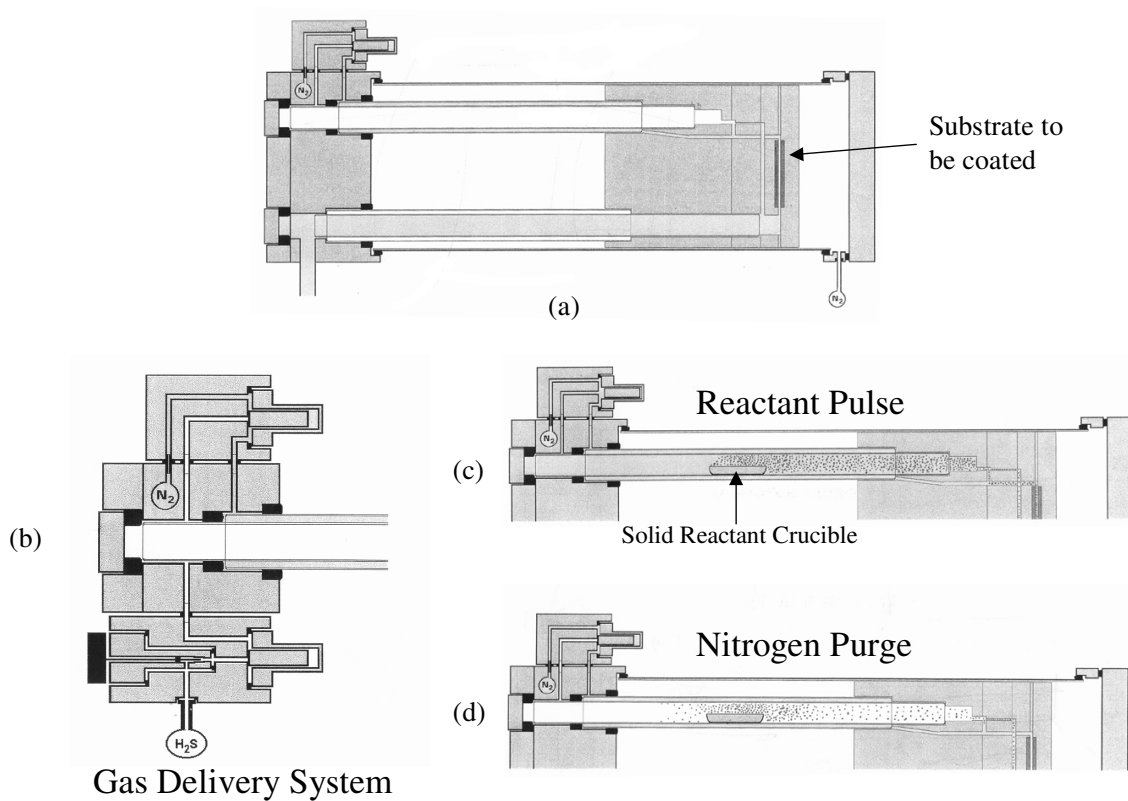 N2
Substrate to
be coated
N2
(a)
N2
(b)
H2S
Gas Delivery System
Reactant Pulse
N2
(c)
Solid Reactant Crucible
Nitrogen Purge
N2
(d)